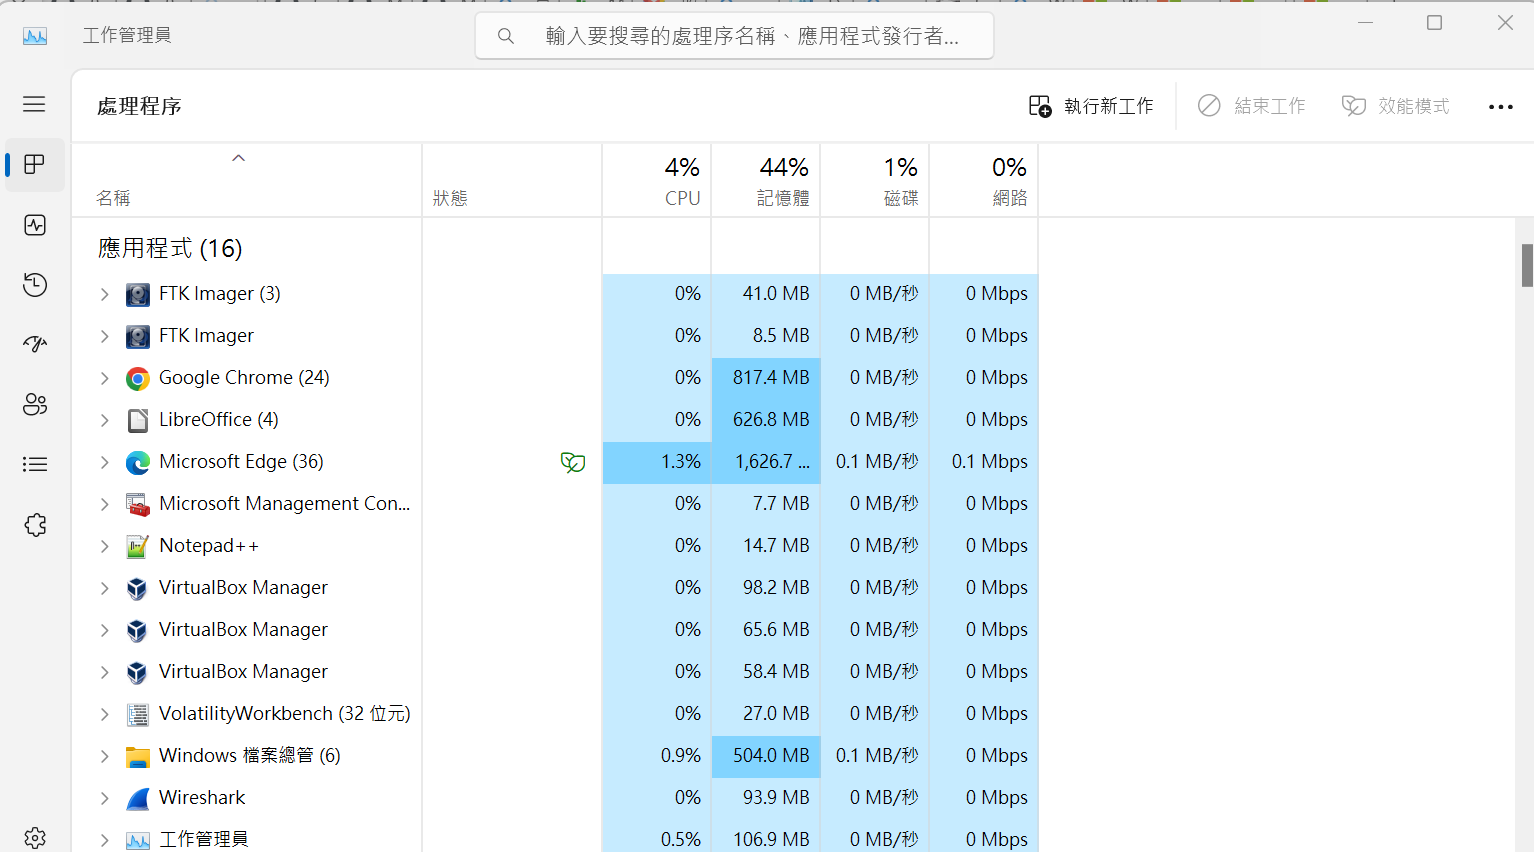 工作管理員
輸入要搜尋的處理序名稱、應用程式發行者...
處理程序
執行新工作
結束工作
效能模式
4% 44% 1% 0%
名稱 狀態 CPU 記憶體 磁碟 網路
應用程式 (16)
FTK Imager (3) 0% 41.0 MB 0 MB/秒 0 Mbps
FTK Imager 0% 8.5 MB 0 MB/秒 0 Mbps
Google Chrome (24) 0% 817.4 MB 0 MB/秒 0 Mbps
LibreOffice (4) 0% 626.8 MB 0 MB/秒 0 Mbps
Microsoft Edge (36) 1.3% 1,626.7 ... 0.1 MB/秒 0.1 Mbps
Microsoft Management Con... 0% 7.7 MB 0 MB/秒 0 Mbps
Notepad++ 0% 14.7 MB 0 MB/秒 0 Mbps
VirtualBox Manager 0% 98.2 MB 0 MB/秒 0 Mbps
VirtualBox Manager 0% 65.6 MB 0 MB/秒 0 Mbps
VirtualBox Manager 0% 58.4 MB 0 MB/秒 0 Mbps
VolatilityWorkbench (32 位元) 0% 27.0 MB 0 MB/秒 0 Mbps
Windows 檔案總管 (6) 0.9% 504.0 MB 0.1 MB/秒 0 Mbps
Wireshark 0% 93.9 MB 0 MB/秒 0 Mbps
工作管理員 0.5% 106.9 MB 0 MB/秒 0 Mbps